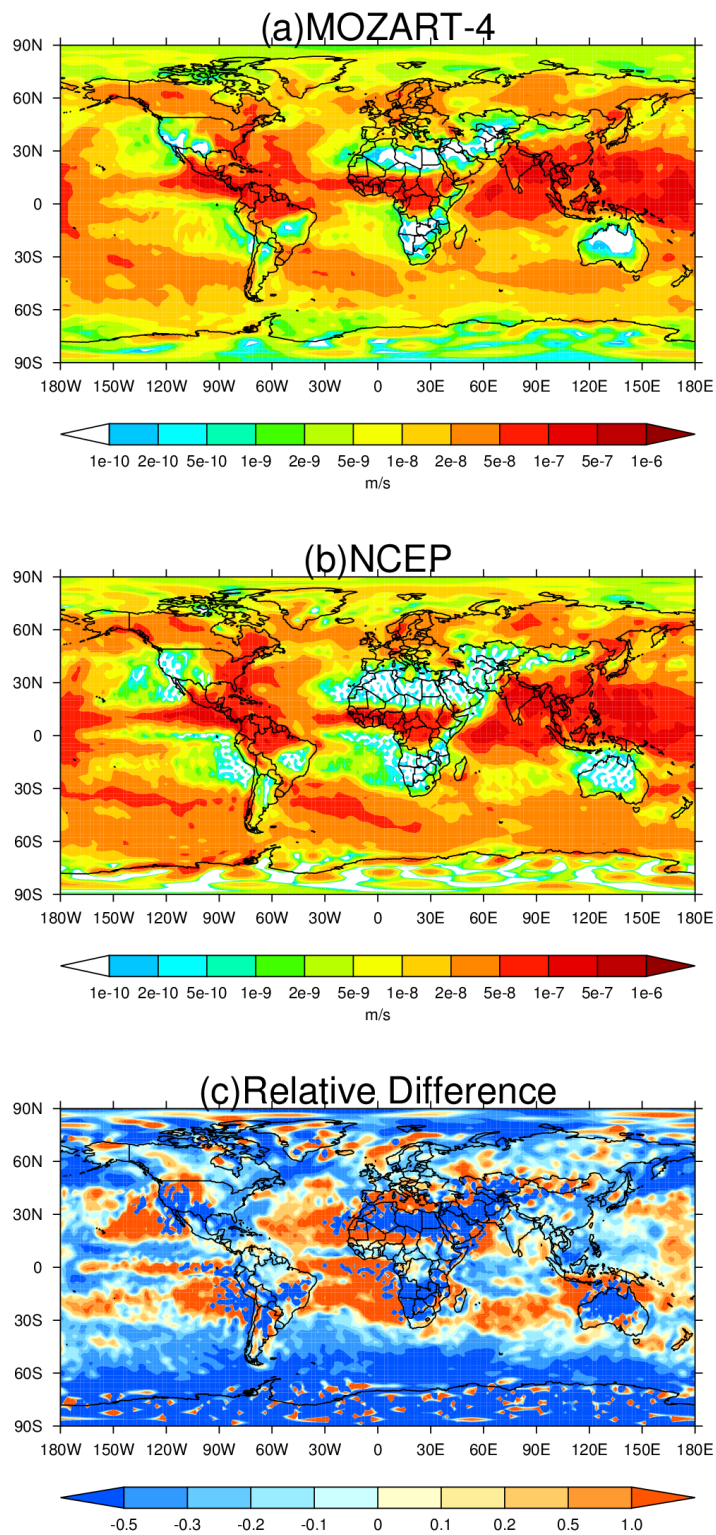 (a)MOZART-4
90N
60N
30N
0
30S
60S
90S
180W 150W 120W 90W 60W 30W 0 30E 60E 90E 120E 150E 180E
1e-10 2e-10 5e-10 1e-9 2e-9 5e-9 1e-8 2e-8 5e-8 1e-7 5e-7 1e-6
m/s
(b)NCEP
90N
60N
30N
0
30S
60S
90S
180W 150W 120W 90W 60W 30W 0 30E 60E 90E 120E 150E 180E
1e-10 2e-10 5e-10 1e-9 2e-9 5e-9 1e-8 2e-8 5e-8 1e-7 5e-7 1e-6
m/s
(c)Relative Difference
90N
60N
30N
0
30S
60S
90S
180W 150W 120W 90W 60W 30W 0 30E 60E 90E 120E 150E 180E
-0.5 -0.3 -0.2 -0.1 0 0.1 0.2 0.5 1.0